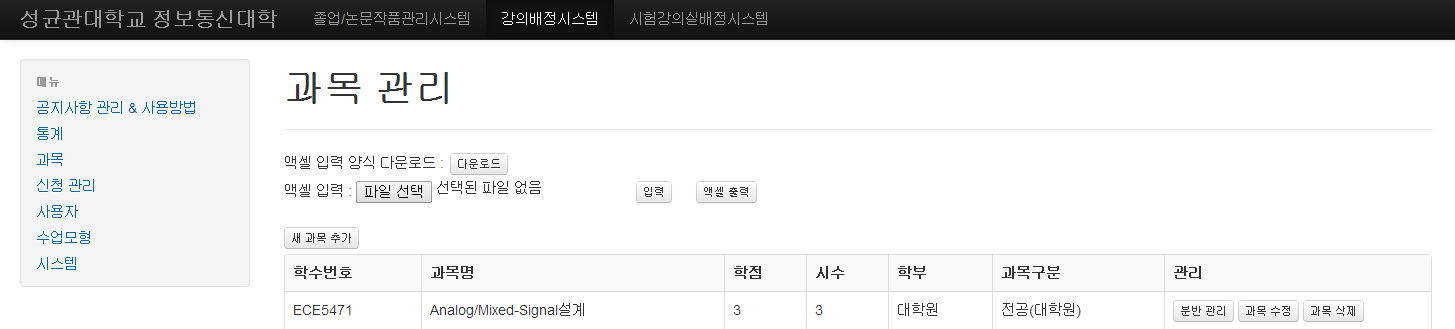 성균관대학교 정보통신대학 졸업/논문작품관리시스템 강의배정시스템 시험강의실배정시스템
메뉴
공지사항 관리 & 사용방법
통계
과목
신청 관리
사용자
수업모형
시스템
과목 관리
액셀 입력 양식 다운로드 : 다운로드
액셀 입력 : 파일 선택 선택된 파일 없음 입력 액셀 출력
새 과목 추가
학수번호 과목명 학점 시수 학부 과목구분 관리
ECE5471 Analog/Mixed-Signal설계 3 3 대학원 전공(대학원) 분반 관리 과목 수정 과목 삭제